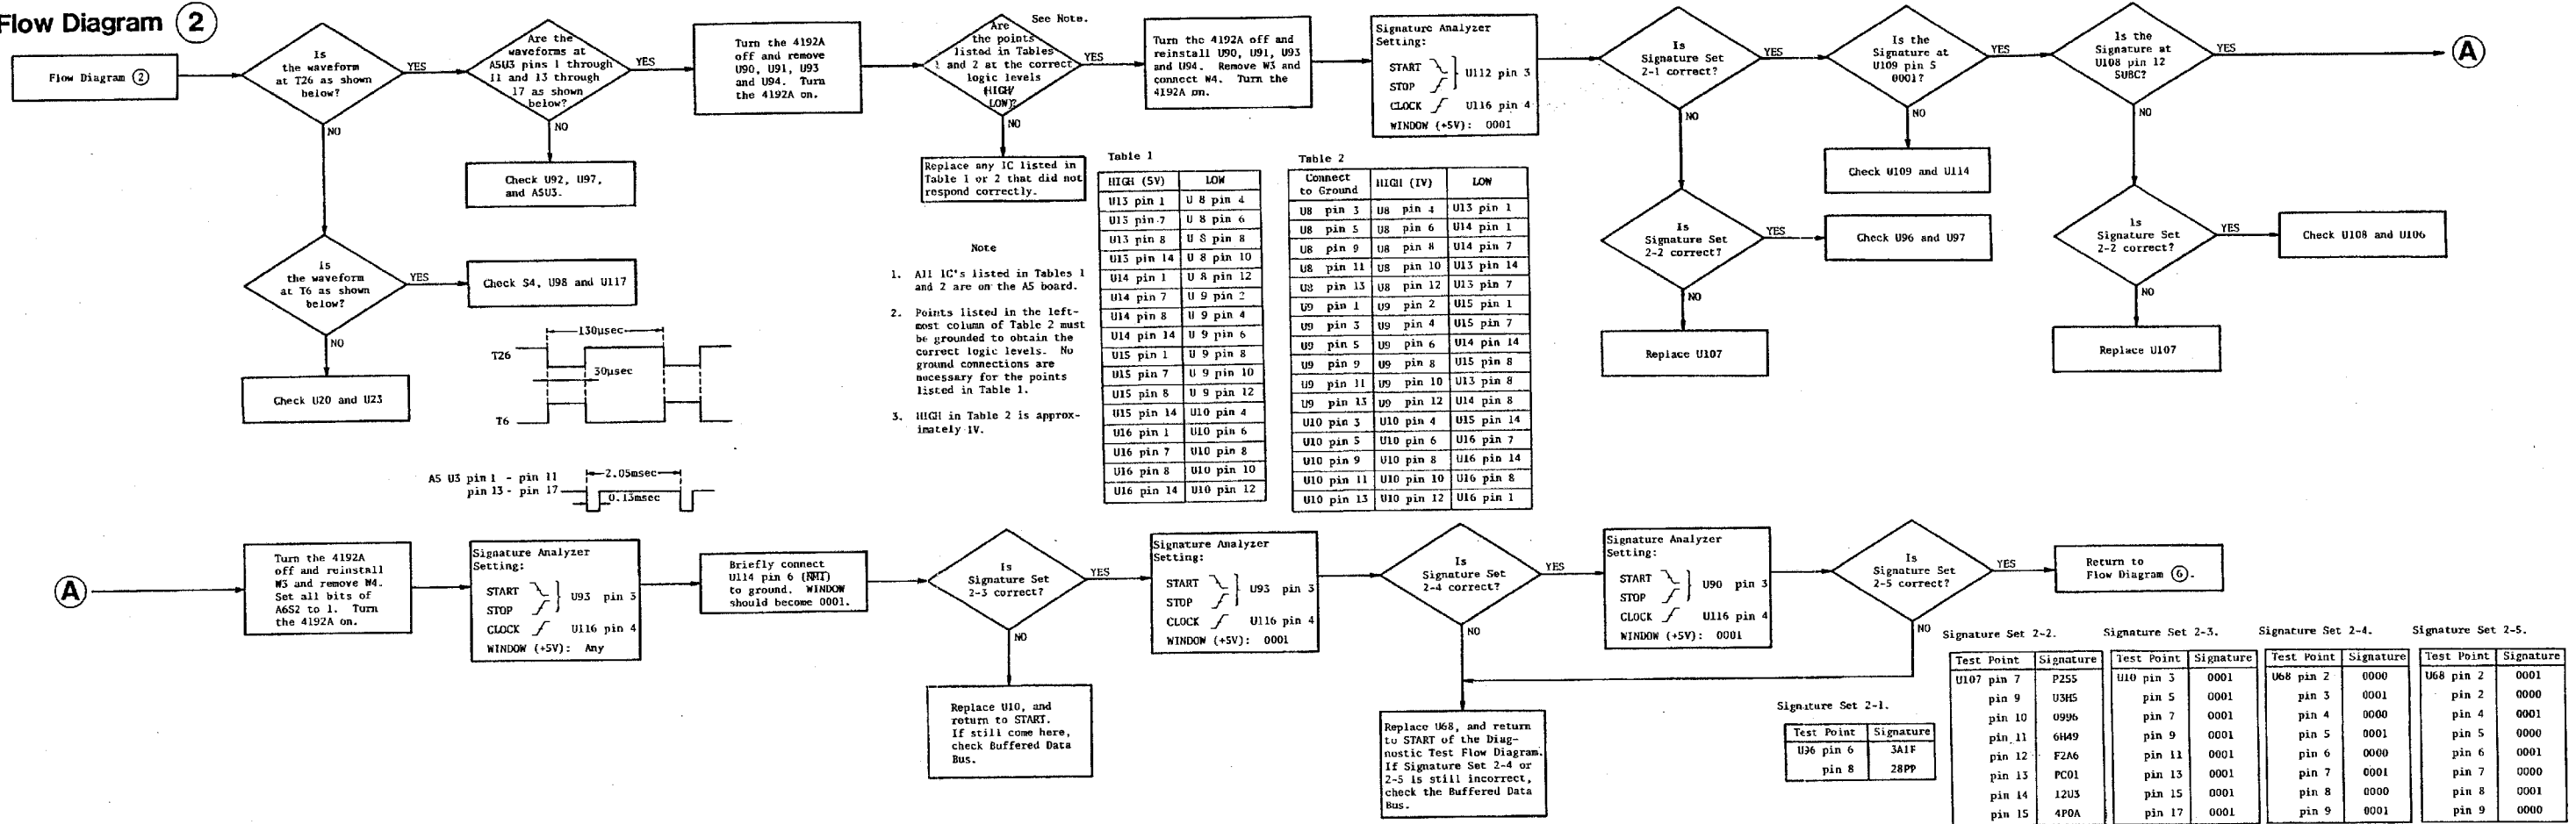 Flow Diagram 2
Flow Diagram 2
Is
the waveform
at T26 as shown
below?
YES
NO
Are the
waveforms at
A5U3 pins 1 through
11 and 13 through
17 as shown
below?
YES
NO
Check U92, U97,
and A5U3.
Turn the 4192A
off and remove
U90, U91, U93
and U94. Turn
the 4192A on.
See Note.
Are
the points
listed in Tables
1 and 2 at the correct
logic levels
(HIGH/
LOW)?
YES
NO
Replace any IC listed in
Table 1 or 2 that did not
respond correctly.
Turn the 4192A off and
reinstall U90, U91, U93
and U94. Remove W3 and
connect W4. Turn the
4192A on.
Signature Analyzer
Setting:
START
STOP
U112 pin 3
CLOCK U116 pin 4
WINDOW (+5V): 0001
Is
Signature Set
2-1 correct?
YES
NO
Is the
Signature at
U109 pin 5
0001?
YES
NO
Check U109 and U114
Is the
Signature at
U108 pin 12
5U8C?
YES
NO
A
Is
Signature Set
2-2 correct?
YES
NO
Check U96 and U97
Replace U107
Is
Signature Set
2-2 correct?
YES
NO
Check U108 and U106
Replace U107
Is
the waveform
at T6 as shown
below?
YES
NO
Check S4, U98 and U117
Check U20 and U23
130µsec
T26
30µsec
T6
A5 U3 pin 1 - pin 11
pin 13 - pin 17
2.05msec
0.13msec
Note
1. All IC's listed in Tables 1
and 2 are on the A5 board.
2. Points listed in the left-
most column of Table 2 must
be grounded to obtain the
correct logic levels. No
ground connections are
necessary for the points
listed in Table 1.
3. HIGH in Table 2 is approx-
imately 1V.
Table 1
HIGH (5V) LOW
U13 pin 1 U 8 pin 4
U13 pin 7 U 8 pin 6
U13 pin 8 U 8 pin 8
U13 pin 14 U 8 pin 10
U14 pin 1 U 8 pin 12
U14 pin 7 U 9 pin 2
U14 pin 8 U 9 pin 4
U14 pin 14 U 9 pin 6
U15 pin 1 U 9 pin 8
U15 pin 7 U 9 pin 10
U15 pin 8 U 9 pin 12
U15 pin 14 U10 pin 4
U16 pin 1 U10 pin 6
U16 pin 7 U10 pin 8
U16 pin 8 U10 pin 10
U16 pin 14 U10 pin 12
Table 2
Connect
to Ground HIGH (1V) LOW
U8 pin 3 U8 pin 4 U13 pin 1
U8 pin 5 U8 pin 6 U14 pin 1
U8 pin 9 U8 pin 8 U14 pin 7
U8 pin 11 U8 pin 10 U13 pin 14
U8 pin 13 U8 pin 12 U13 pin 7
U9 pin 1 U9 pin 2 U15 pin 1
U9 pin 3 U9 pin 4 U15 pin 7
U9 pin 5 U9 pin 6 U14 pin 14
U9 pin 9 U9 pin 8 U15 pin 8
U9 pin 11 U9 pin 10 U13 pin 8
U9 pin 13 U9 pin 12 U14 pin 8
U10 pin 3 U10 pin 4 U15 pin 14
U10 pin 5 U10 pin 6 U16 pin 7
U10 pin 9 U10 pin 8 U16 pin 14
U10 pin 11 U10 pin 10 U16 pin 8
U10 pin 13 U10 pin 12 U16 pin 1
A
Turn the 4192A
off and reinstall
W3 and remove W4.
Set all bits of
A6S2 to 1. Turn
the 4192A on.
Signature Analyzer
Setting:
START
STOP
U93 pin 3
CLOCK U116 pin 4
WINDOW (+5V): Any
Briefly connect
U114 pin 6 (NMI)
to ground. WINDOW
should become 0001.
Is
Signature Set
2-3 correct?
YES
NO
Replace U10, and
return to START.
If still come here,
check Buffered Data
Bus.
Signature Analyzer
Setting:
START
STOP
U93 pin 3
CLOCK U116 pin 4
WINDOW (+5V): 0001
Is
Signature Set
2-4 correct?
YES
NO
Replace U68, and return
to START of the Diag-
nostic Test Flow Diagram.
If Signature Set 2-4 or
2-5 is still incorrect,
check the Buffered Data
Bus.
Signature Analyzer
Setting:
START
STOP
U90 pin 3
CLOCK U116 pin 4
WINDOW (+5V): 0001
Is
Signature Set
2-5 correct?
YES
NO
Return to
Flow Diagram 6.
Signature Set 2-1.
Test Point Signature
U96 pin 6 3A1F
pin 8 28PP
Signature Set 2-2.
Test Point Signature
U107 pin 7 P255
pin 9 U3H5
pin 10 0996
pin 11 6H49
pin 12 F2A6
pin 13 PC01
pin 14 12U3
pin 15 4P0A
Signature Set 2-3.
Test Point Signature
U10 pin 3 0001
pin 5 0001
pin 7 0001
pin 9 0001
pin 11 0001
pin 13 0001
pin 15 0001
pin 17 0001
Signature Set 2-4.
Test Point Signature
U68 pin 2 0000
pin 3 0001
pin 4 0000
pin 5 0001
pin 6 0000
pin 7 0001
pin 8 0000
pin 9 0001
Signature Set 2-5.
Test Point Signature
U68 pin 2 0001
pin 2 0000
pin 4 0001
pin 5 0000
pin 6 0001
pin 7 0000
pin 8 0001
pin 9 0000